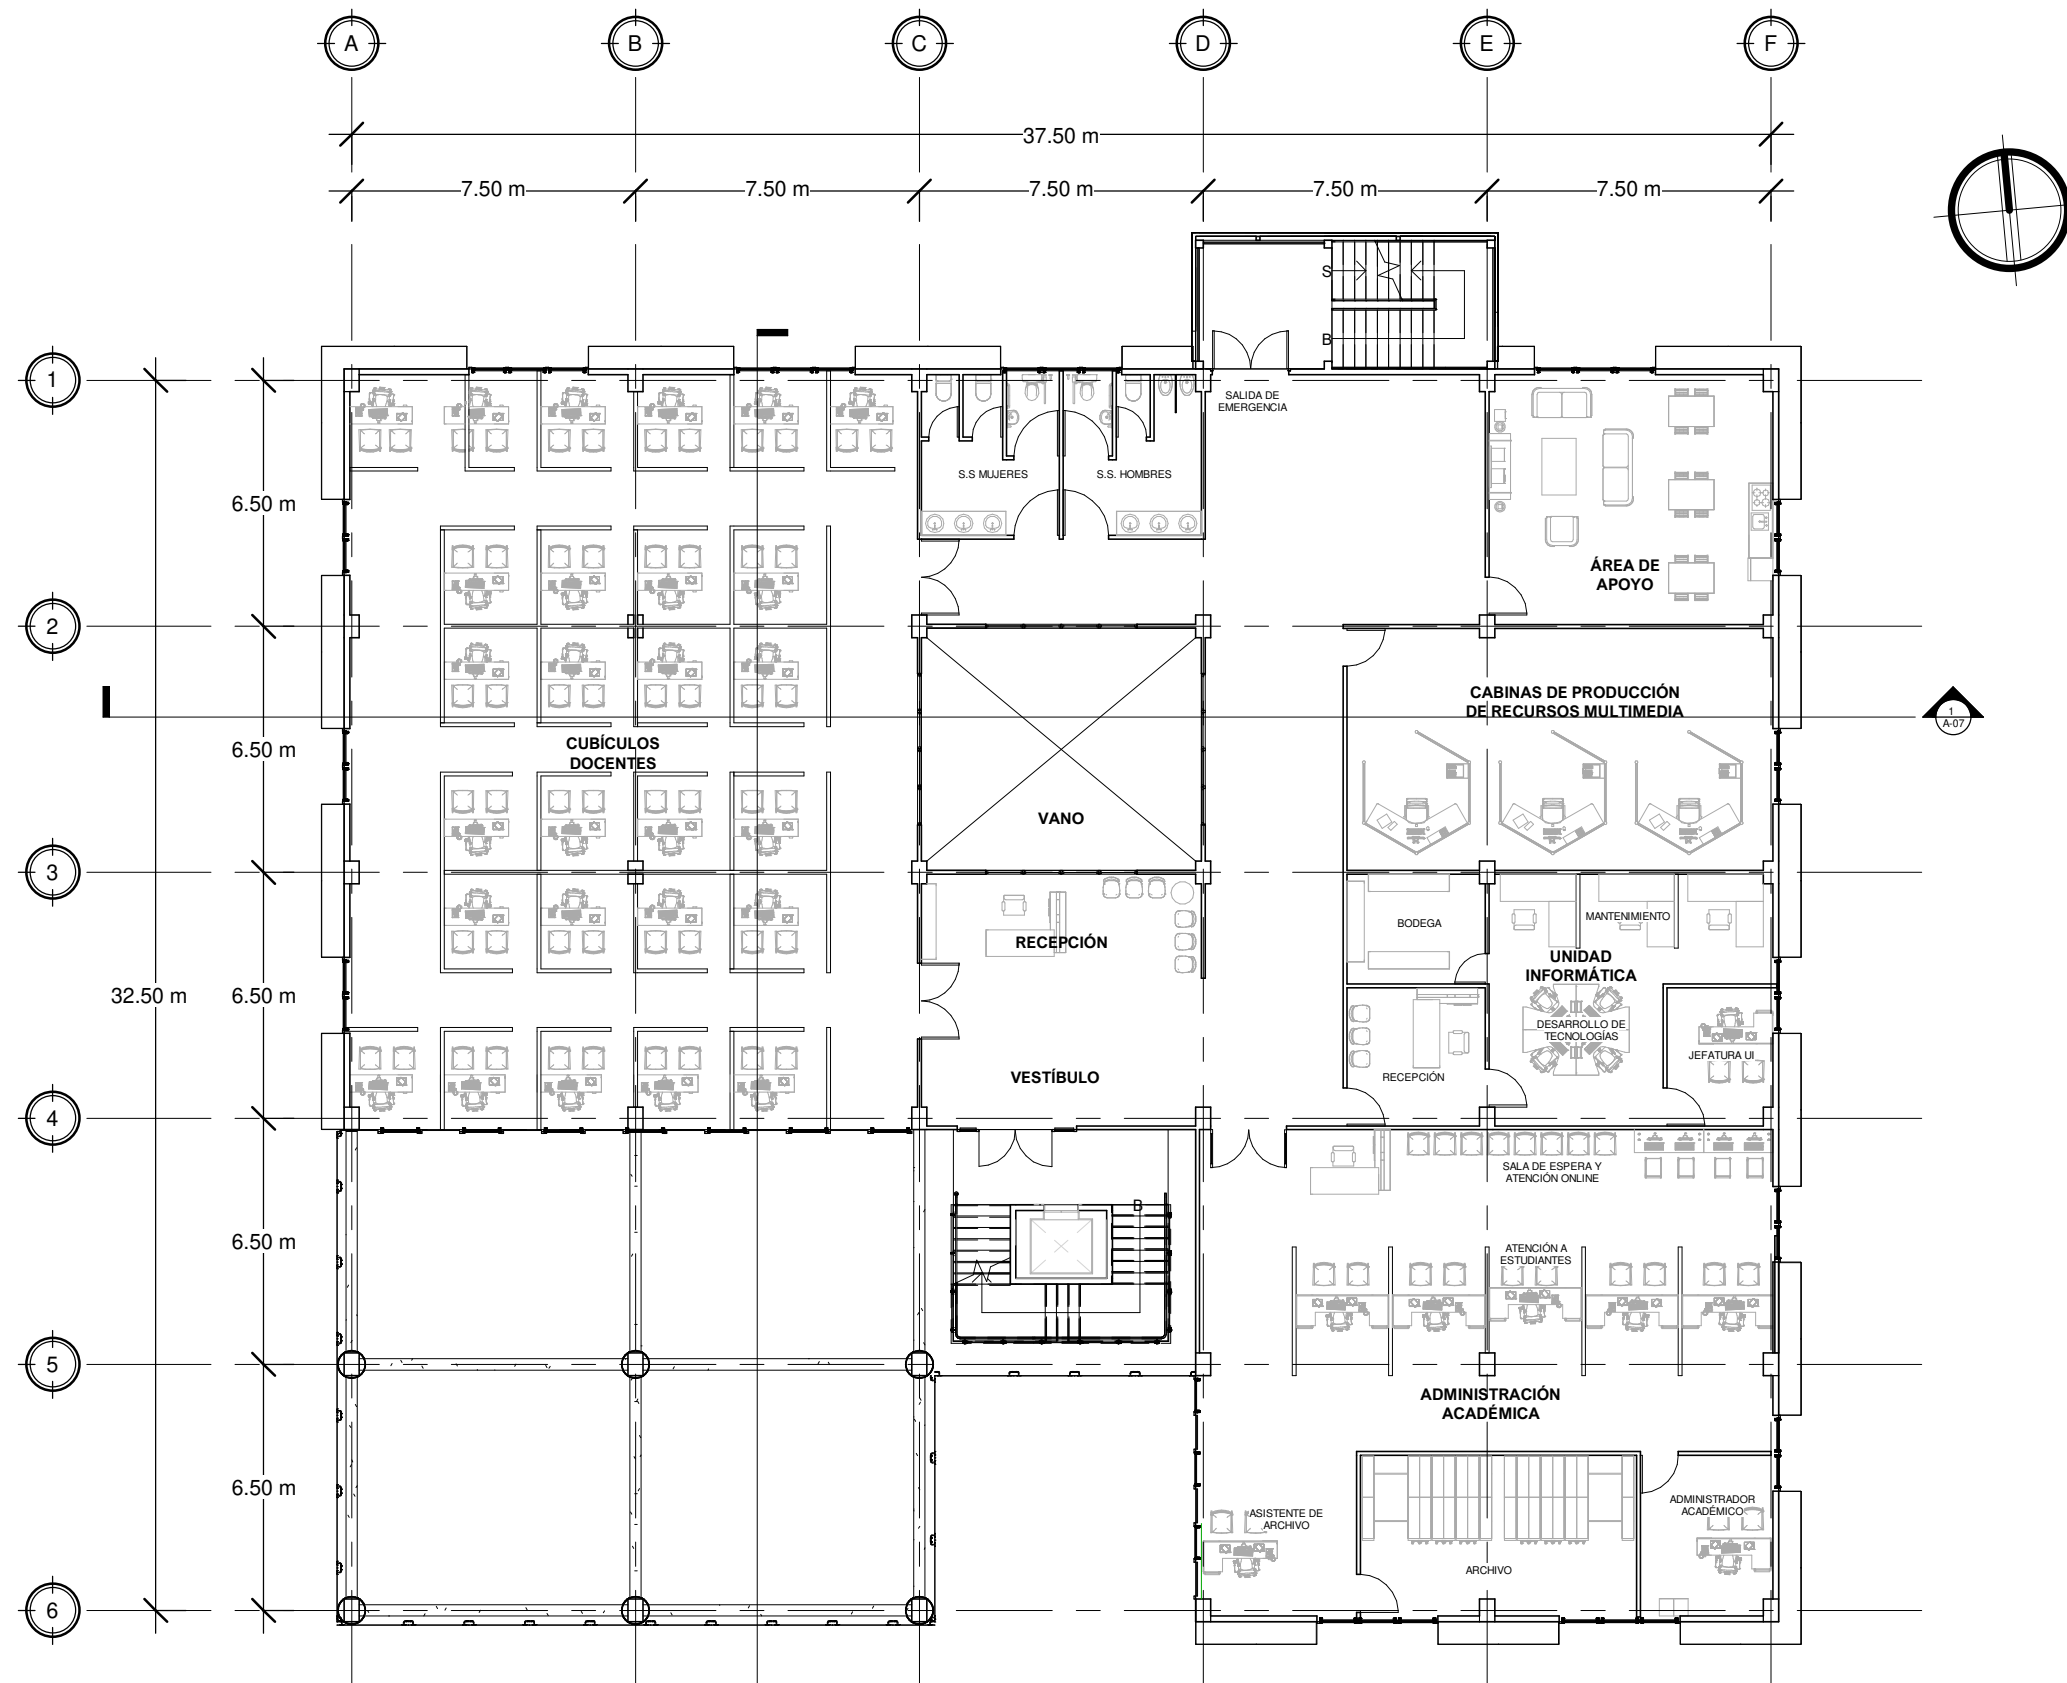 A B C D E F
37.50 m
7.50 m 7.50 m 7.50 m 7.50 m 7.50 m
S
B
1
SALIDA DE
EMERGENCIA
S.S MUJERES
S.S. HOMBRES
6.50 m
ÁREA DE
APOYO
2
CABINAS DE PRODUCCIÓN
DE RECURSOS MULTIMEDIA
1
A-07
6.50 m
CUBÍCULOS
DOCENTES
VANO
3
BODEGA
MANTENIMIENTO
RECEPCIÓN
UNIDAD
INFORMÁTICA
32.50 m
6.50 m
DESARROLLO DE
TECNOLOGÍAS
JEFATURA UI
VESTÍBULO
RECEPCIÓN
4
SALA DE ESPERA Y
ATENCIÓN ONLINE
B
6.50 m
ATENCIÓN A
ESTUDIANTES
5
ADMINISTRACIÓN
ACADÉMICA
6.50 m
ASISTENTE DE
ARCHIVO
ADMINISTRADOR
ACADÉMICO
ARCHIVO
6